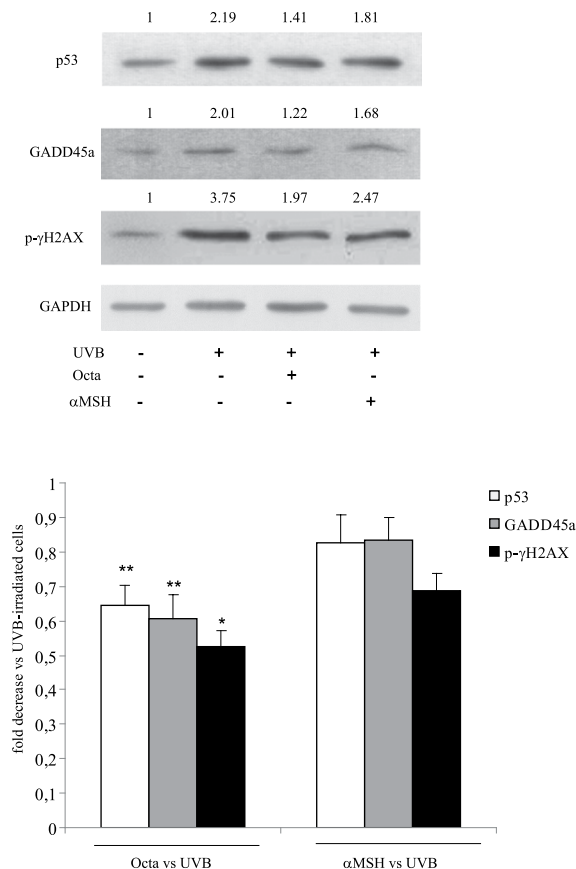 1 2.19 1.41 1.81
p53
1 2.01 1.22 1.68
GADD45a
1 3.75 1.97 2.47
p-γH2AX
GAPDH
UVB - + + +
Octa - - + -
αMSH - - - +
fold decrease vs UVB-irradiated cells
1
0,9
0,8
0,7
0,6
0,5
0,4
0,3
0,2
0,1
0
** ** *
p53
GADD45a
p-γH2AX
Octa vs UVB αMSH vs UVB